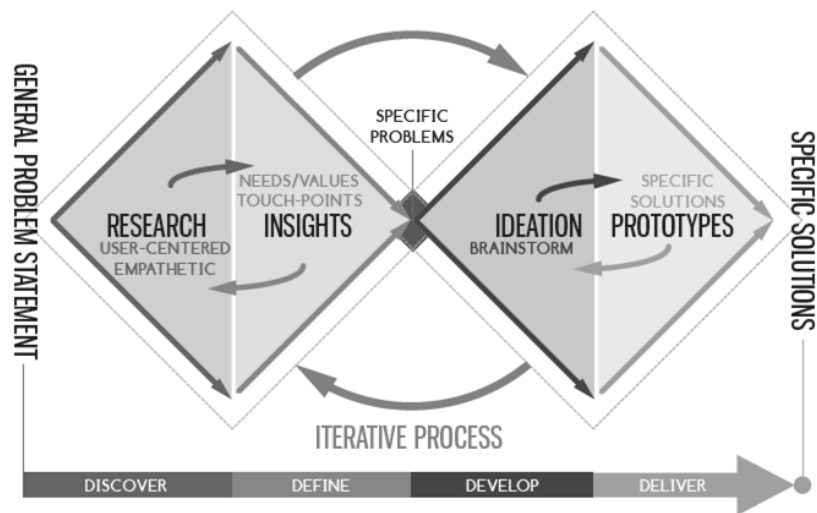 GENERAL PROBLEM STATEMENT
SPECIFIC
PROBLEMS
NEEDS/VALUES
TOUCH-POINTS
RESEARCH
INSIGHTS
USER-CENTERED
EMPATHETIC
SPECIFIC
SOLUTIONS
IDEATION
PROTOTYPES
BRAINSTORM
SPECIFIC SOLUTIONS
ITERATIVE PROCESS
DISCOVER
DEFINE
DEVELOP
DELIVER